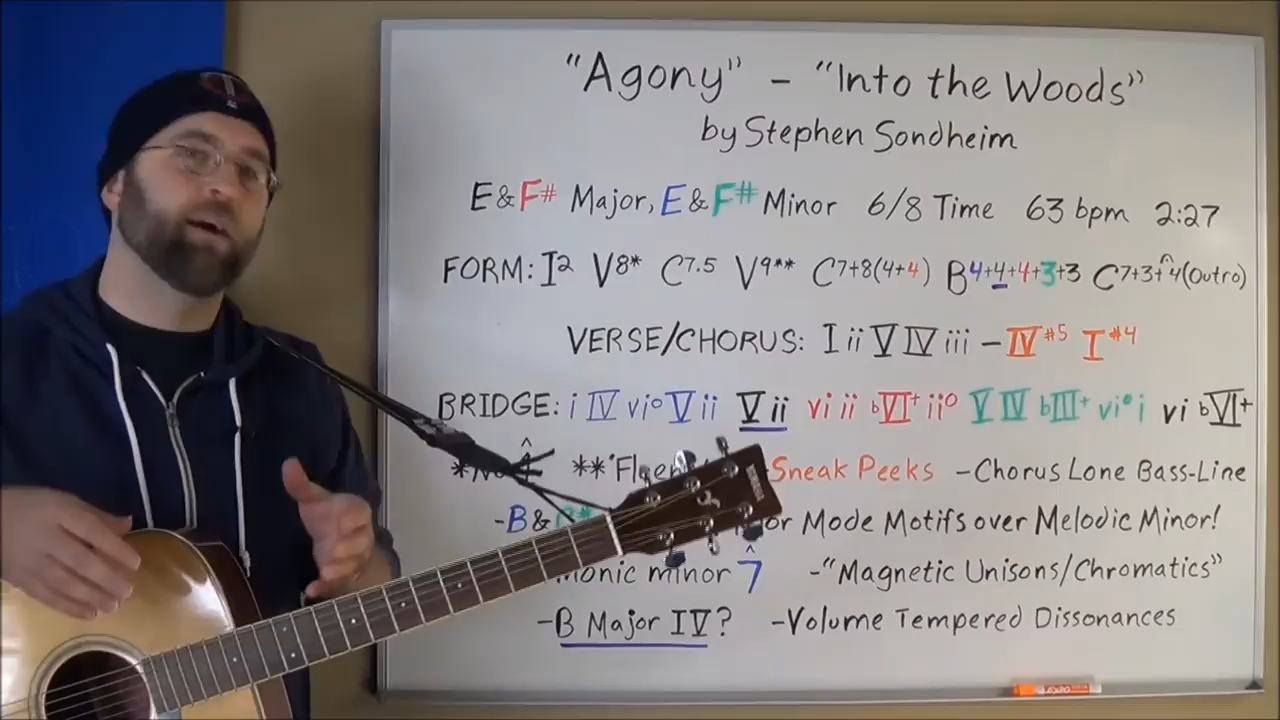 "Agony" - "Into the Woods"
by Stephen Sondheim
E & F# Major, E & F# Minor 6/8 Time 63 bpm 2:27
FORM: I2 V8* C7.5 V9** C7+8(4+4) B4+4+4+3+3 C7+3+^4(Outro)
VERSE/CHORUS: I ii V IV iii - IV#5 I#4
BRIDGE: i IV vi° V ii V ii vi ii bVI+ ii° V IV bIII+ vi° i vi bVI+
** Sneak Peeks -Chorus Lone Bass-Line
-B & Mode Motifs over Melodic Minor!
minor ^7 -"Magnetic Unisons/Chromatics"
-B Major IV? -Volume Tempered Dissonances
YAMAHA
EXPO